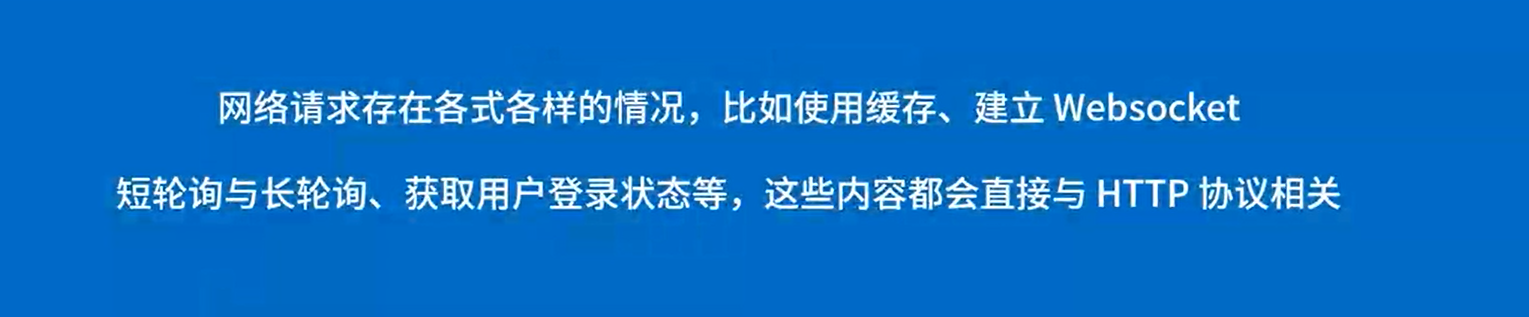 网络请求存在各式各样的情况，比如使用缓存、建立 Websocket
短轮询与长轮询、获取用户登录状态等，这些内容都会直接与 HTTP 协议相关